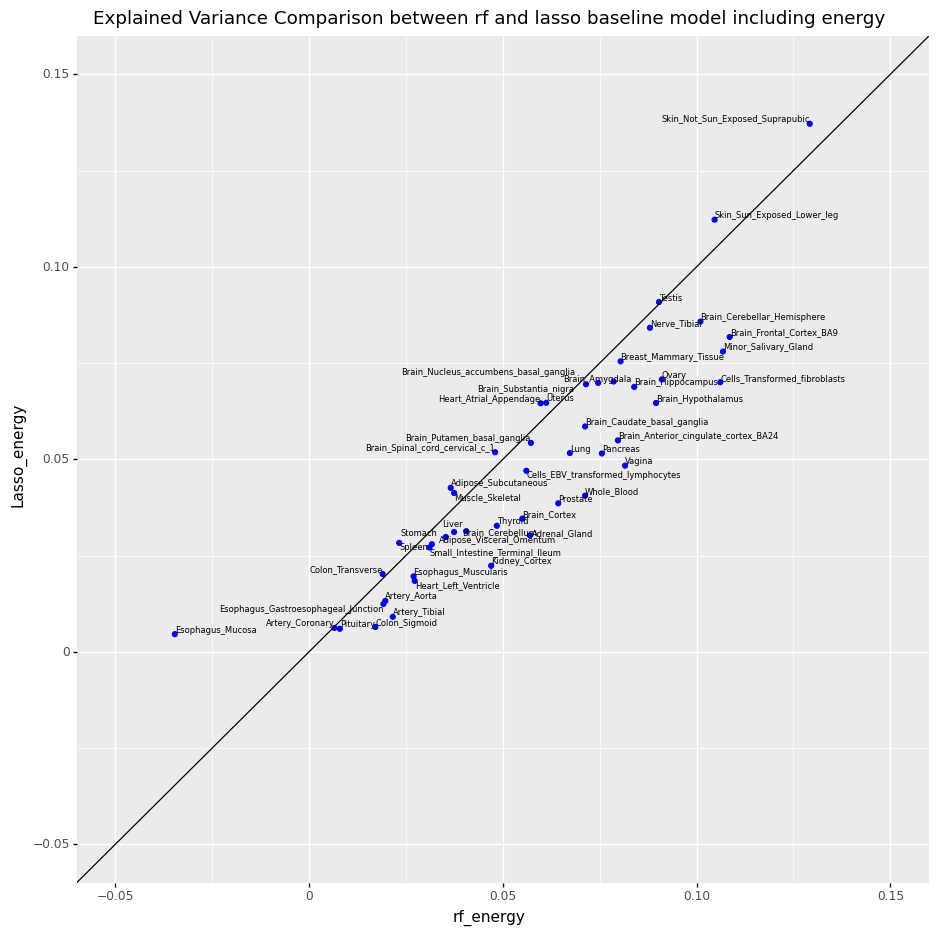 Explained Variance Comparison between rf and lasso baseline model including energy
0.15
Skin_Not_Sun_Exposed_Suprapubic
Skin_Sun_Exposed_Lower_leg
0.10
Testis
Brain_Cerebellar_Hemisphere
Nerve_Tibial
Brain_Frontal_Cortex_BA9
Minor_Salivary_Gland
Breast_Mammary_Tissue
Brain_Nucleus_accumbens_basal_ganglia
Brain_Amygdala
Ovary
Cells_Transformed_fibroblasts
Brain_Hippocampus
Brain_Substantia_nigra
Heart_Atrial_Appendage
Uterus
Brain_Hypothalamus
Brain_Caudate_basal_ganglia
Brain_Putamen_basal_ganglia
Brain_Anterior_cingulate_cortex_BA24
Brain_Spinal_cord_cervical_c_1
Lung
Pancreas
0.05
Vagina
Cells_EBV_transformed_lymphocytes
Adipose_Subcutaneous
Muscle_Skeletal
Whole_Blood
Prostate
Brain_Cortex
Thyroid
Liver
Stomach
Brain_Cerebellum
Adrenal_Gland
Adipose_Visceral_Omentum
Spleen
Small_Intestine_Terminal_Ileum
Kidney_Cortex
Colon_Transverse
Esophagus_Muscularis
Heart_Left_Ventricle
Artery_Aorta
Esophagus_Gastroesophageal_Junction
Artery_Tibial
Artery_Coronary
Pituitary
Colon_Sigmoid
Esophagus_Mucosa
0
−0.05
−0.05
0
0.05
0.10
0.15
rf_energy
Lasso_energy